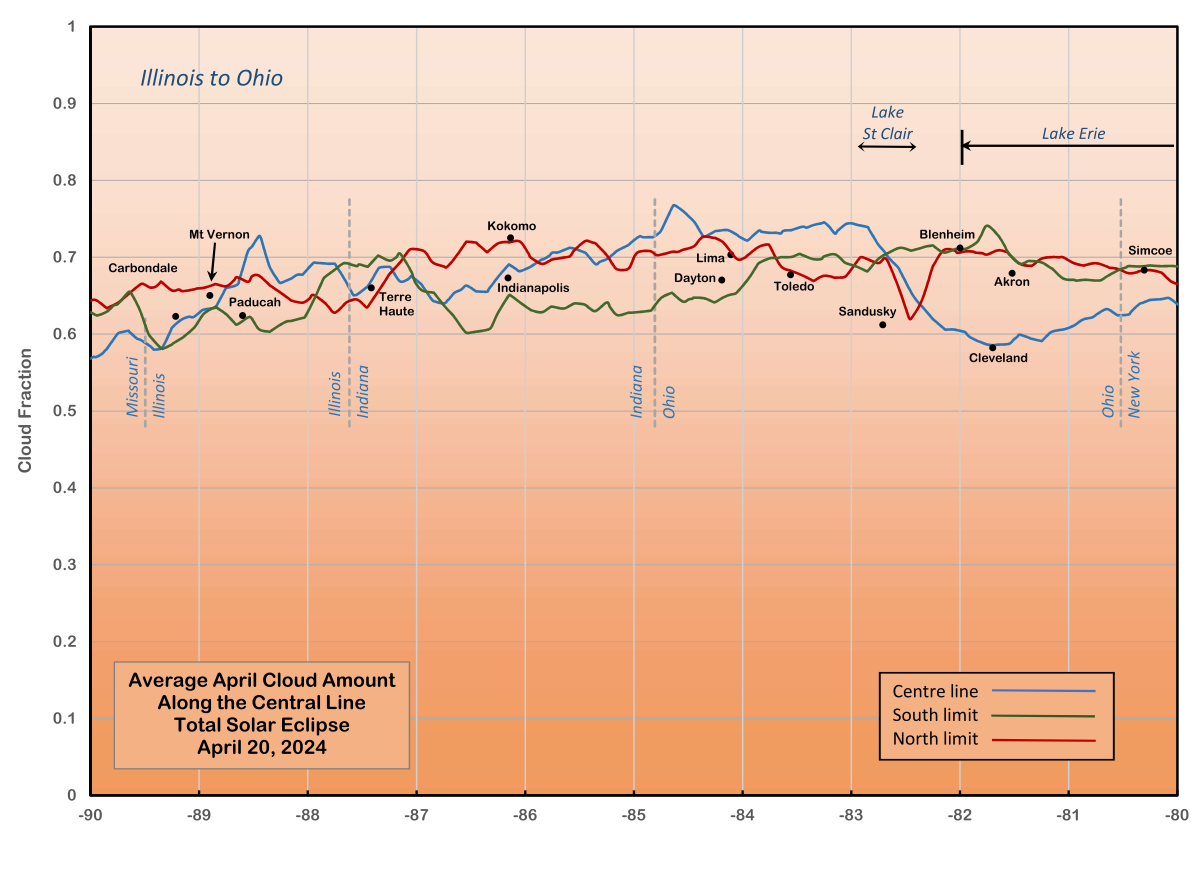 1
Illinois to Ohio
0.9
Lake
St Clair
Lake Erie
0.8
Mt Vernon
Kokomo
Blenheim
0.7
Simcoe
Carbondale
Lima
Dayton
Akron
Indianapolis
Toledo
Paducah
Terre
Haute
Sandusky
0.6
Cleveland
Missouri
Illinois
Illinois
Indiana
Indiana
Ohio
Ohio
New York
0.5
Cloud Fraction
0.4
0.3
0.2
Average April Cloud Amount
Along the Central Line
Total Solar Eclipse
April 20, 2024
Centre line
South limit
North limit
0.1
0
-90 -89 -88 -87 -86 -85 -84 -83 -82 -81 -80